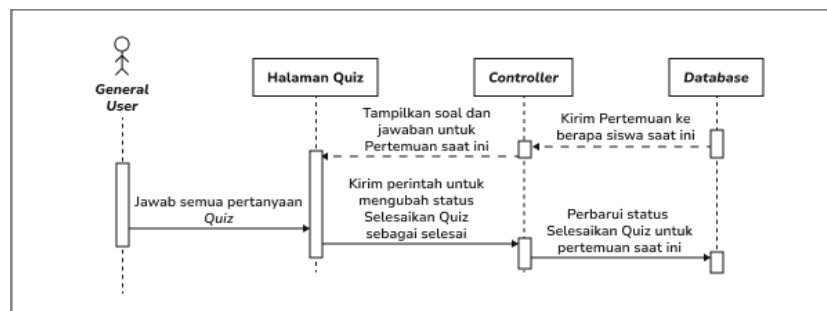 General
User
Halaman Quiz
Controller
Database
Tampilkan soal dan
jawaban untuk
Pertemuan saat ini
Kirim Pertemuan ke
berapa siswa saat ini
Jawab semua pertanyaan
Quiz
Kirim perintah untuk
mengubah status
Selesaikan Quiz
sebagai selesai
Perbarui status
Selesaikan Quiz untuk
pertemuan saat ini